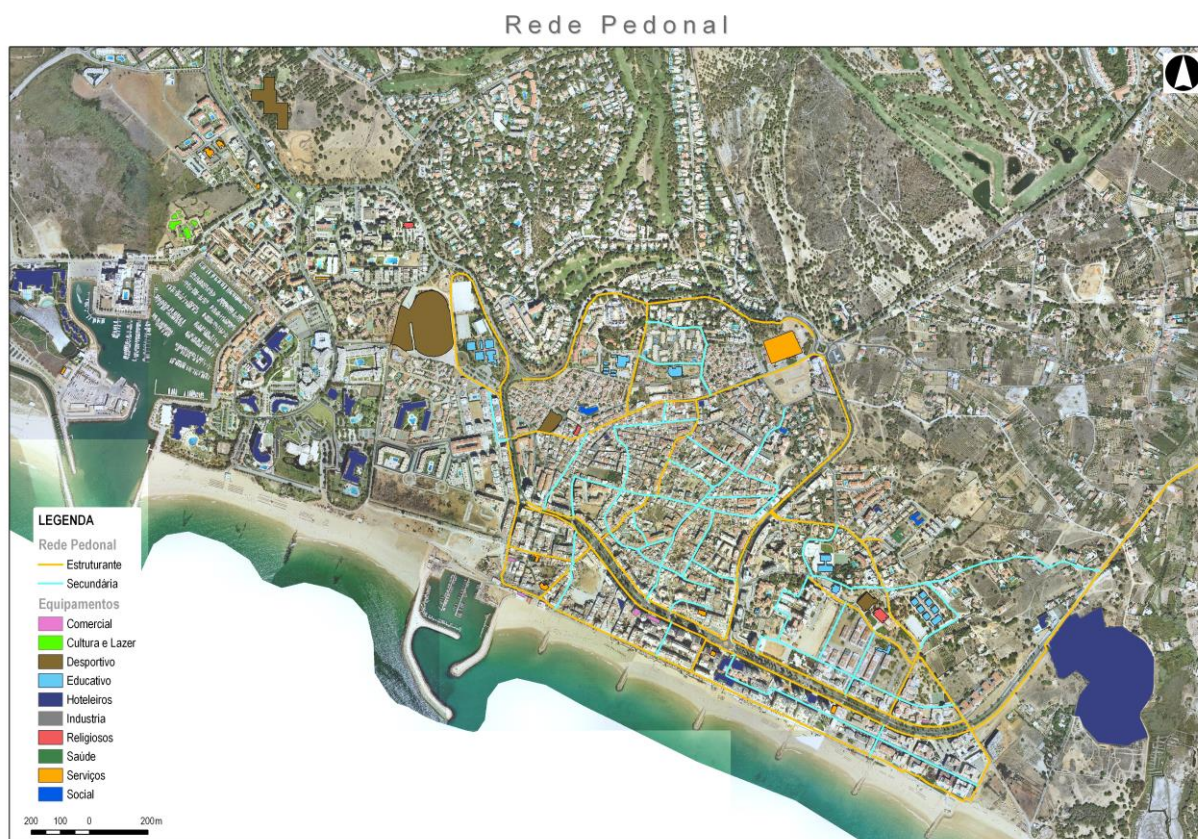 Rede Pedonal
LEGENDA
Rede Pedonal
Estruturante
Secundária
Equipamentos
Comercial
Cultura e Lazer
Desportivo
Educativo
Hoteleiros
Industria
Religiosos
Saúde
Serviços
Social
200 100 0 200m